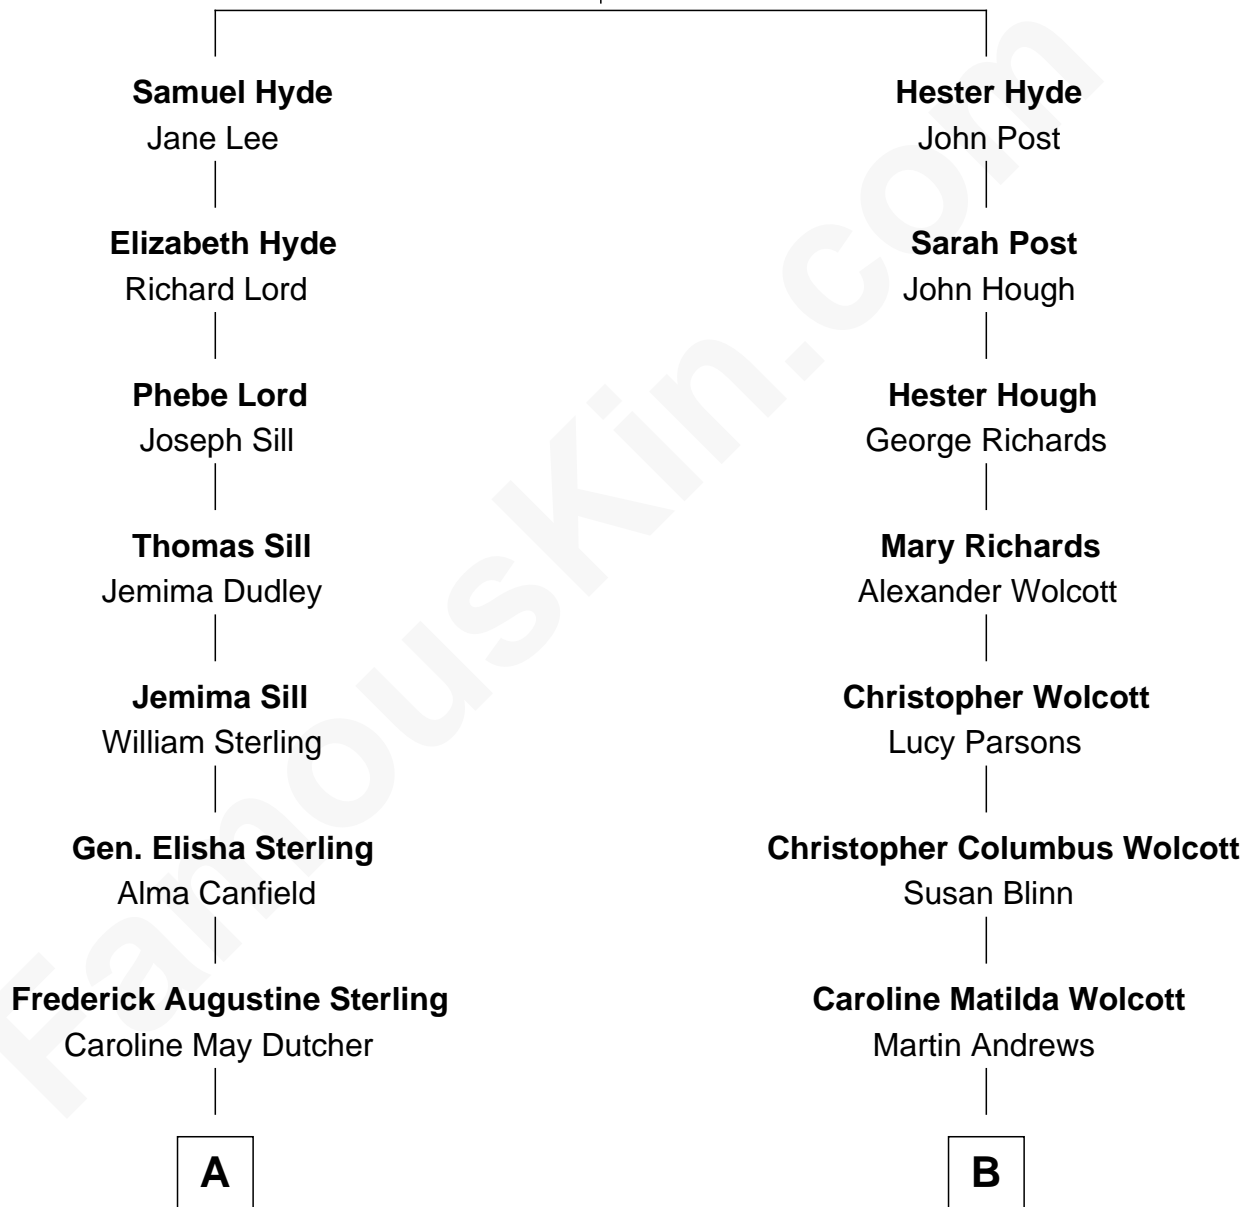 Samuel Hyde
Jane Lee
Hester Hyde
John Post
Elizabeth Hyde
Richard Lord
Sarah Post
John Hough
Phebe Lord
Joseph Sill
Hester Hough
George Richards
Thomas Sill
Jemima Dudley
Mary Richards
Alexander Wolcott
Jemima Sill
William Sterling
Christopher Wolcott
Lucy Parsons
Gen. Elisha Sterling
Alma Canfield
Christopher Columbus Wolcott
Susan Blinn
Frederick Augustine Sterling
Caroline May Dutcher
Caroline Matilda Wolcott
Martin Andrews
A
B
FamousKin.com